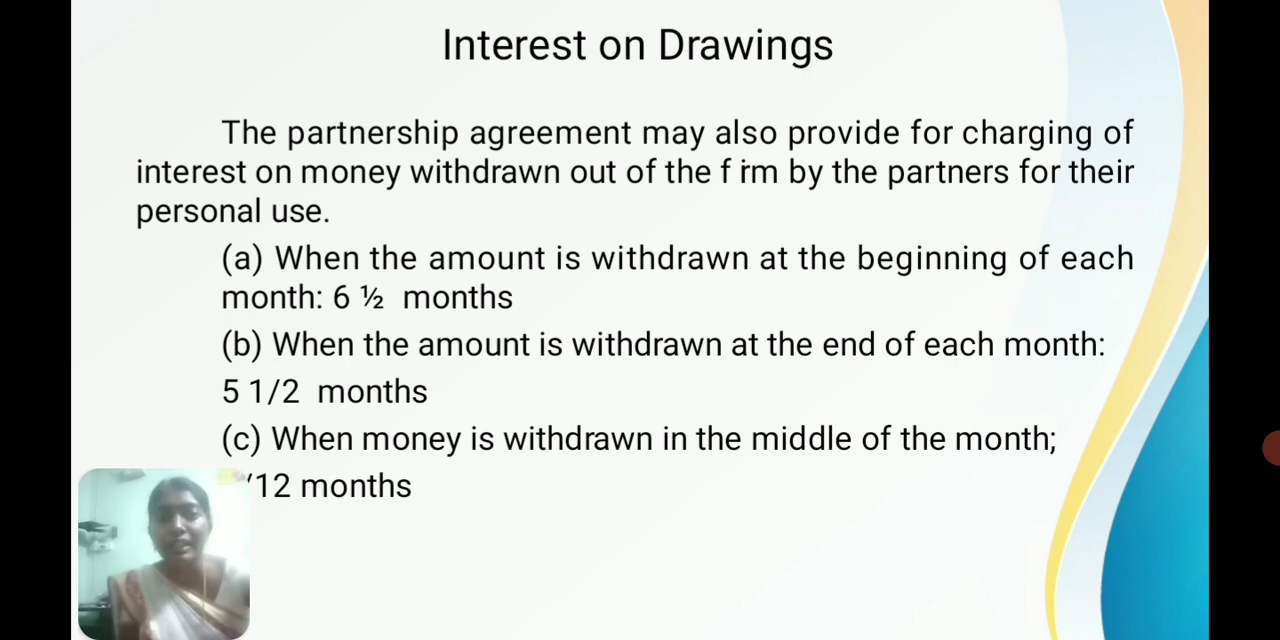 Interest on Drawings
The partnership agreement may also provide for charging of
interest on money withdrawn out of the f irm by the partners for their
personal use.
(a) When the amount is withdrawn at the beginning of each
month: 6 ½ months
(b) When the amount is withdrawn at the end of each month:
5 1/2 months
(c) When money is withdrawn in the middle of the month;
/12 months